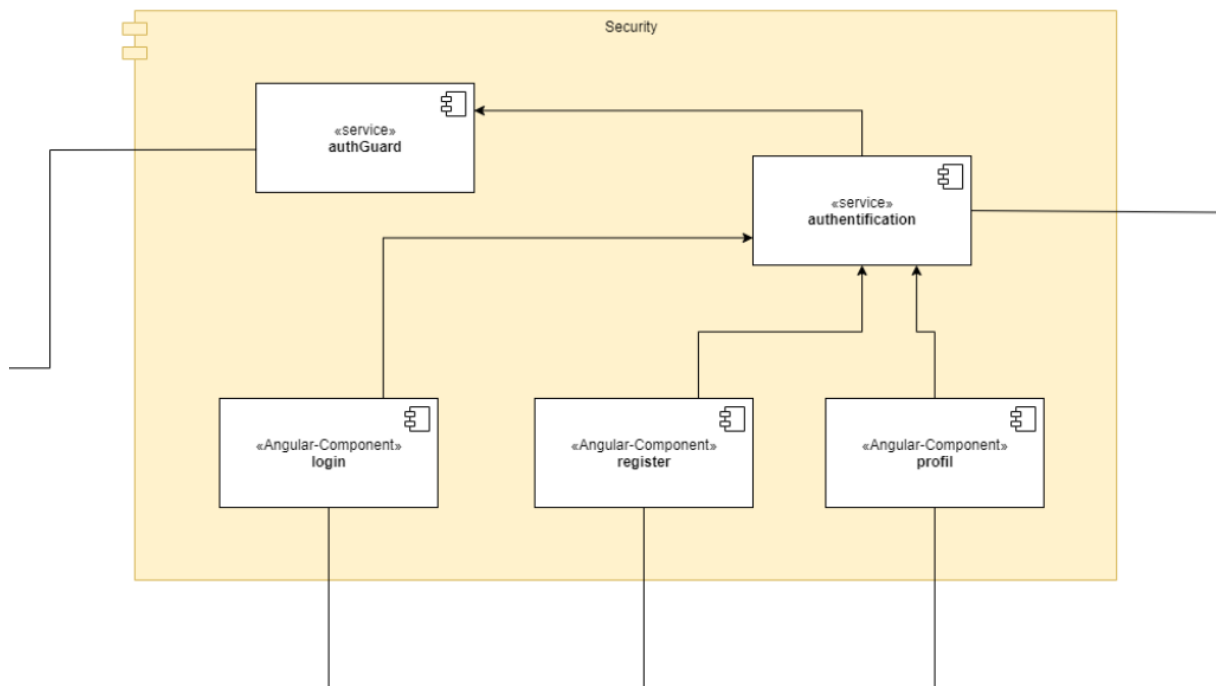 Security
«service»
authGuard
«service»
authentification
«Angular-Component»
login
«Angular-Component»
register
«Angular-Component»
profil